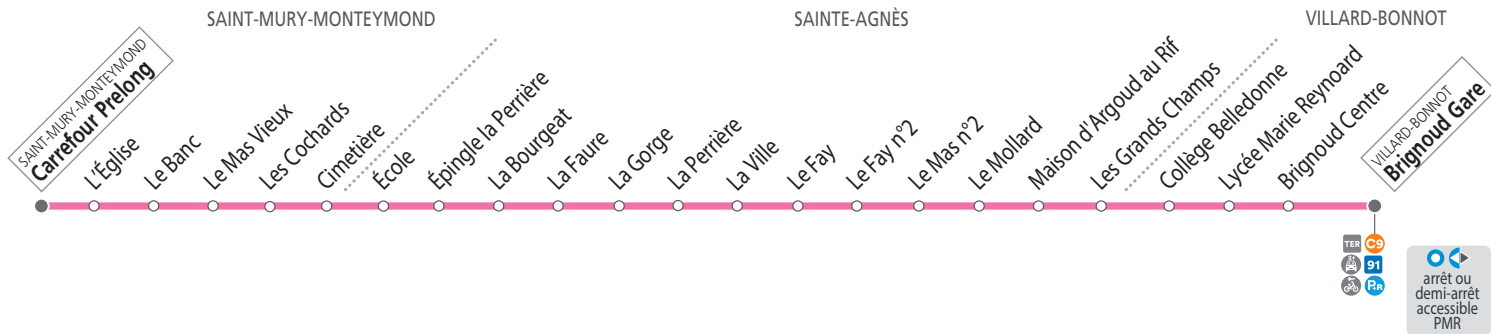 SAINT-MURY-MONTEYMOND
SAINTE-AGNÈS
VILLARD-BONNOT
SAINT-MURY-MONTEYMOND
Carrefour Prelong
L'Église
Le Banc
Le Mas Vieux
Les Cochards
Cimetière
École
Épingle la Perrière
La Bourgeat
La Faure
La Gorge
La Perrière
La Ville
Le Fay
Le Fay n°2
Le Mas n°2
Le Mollard
Maison d'Argoud au Rif
Les Grands Champs
Collège Belledonne
Lycée Marie Reynoard
Brignoud Centre
VILLARD-BONNOT
Brignoud Gare
TER C9
91
P+R
arrêt ou
demi-arrêt
accessible
PMR